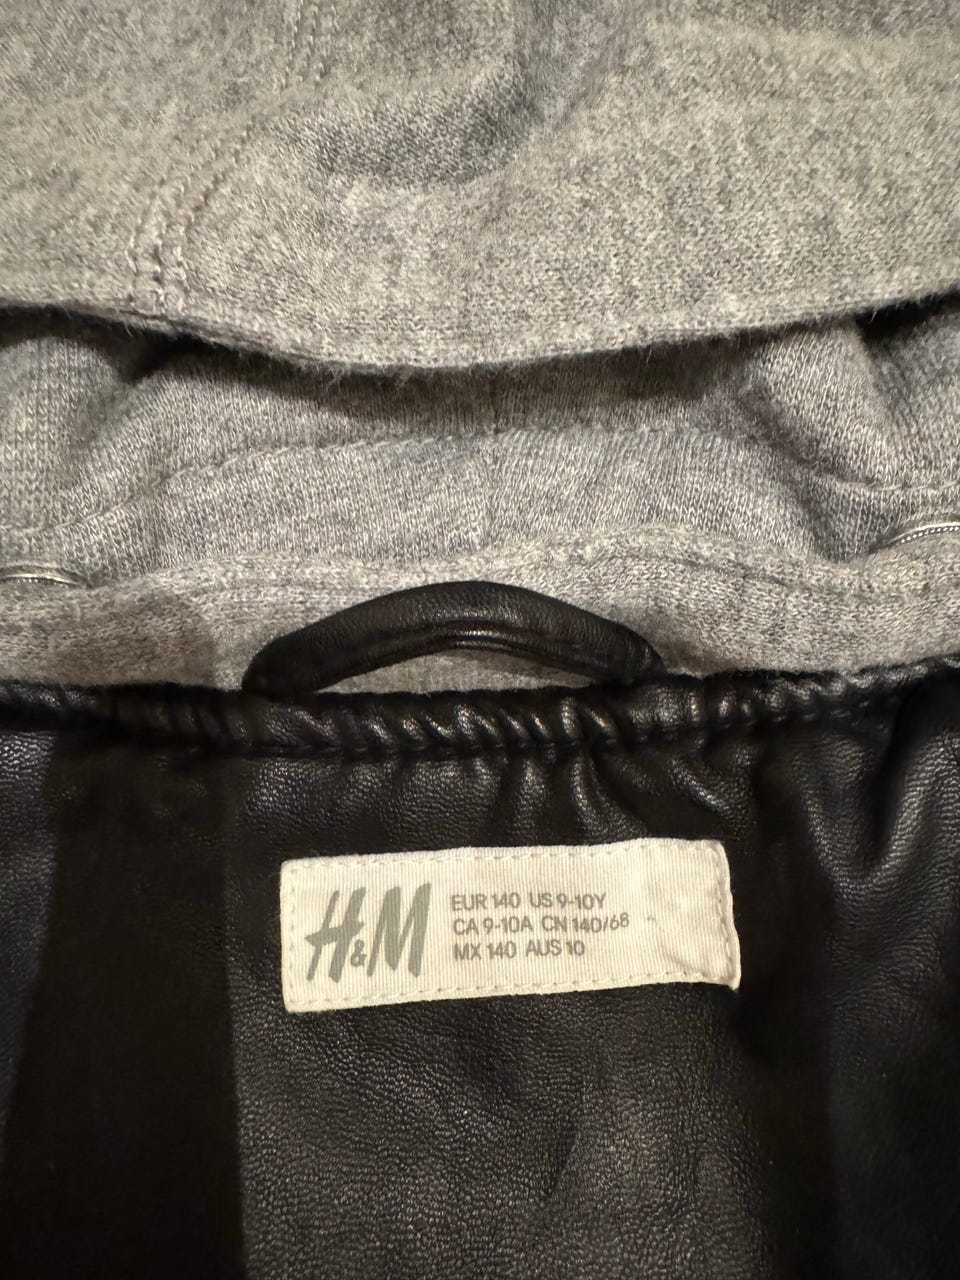 H&M
EUR 140 US 9-10Y
CA 9-10A CN 140/68
MX 140 AUS 10